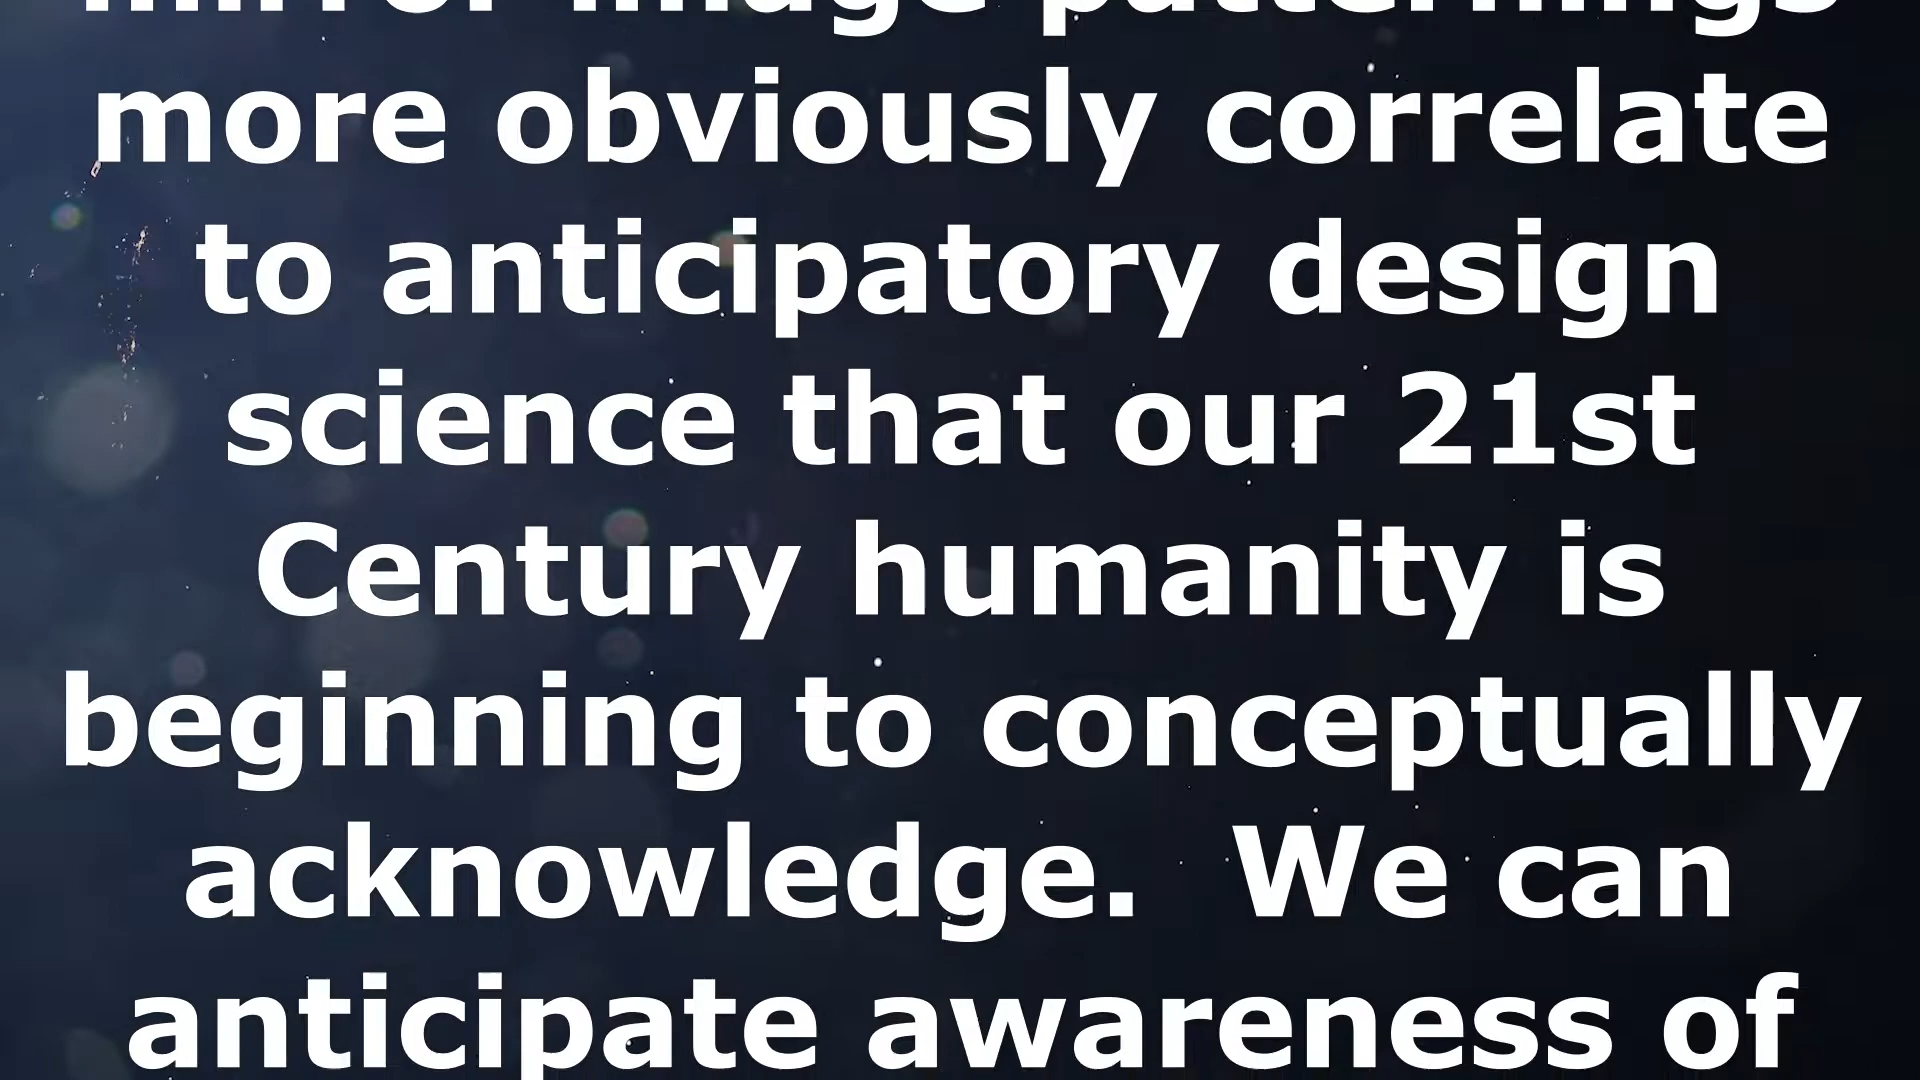 mirror image patternings
more obviously correlate
to anticipatory design
science that our 21st
Century humanity is
beginning to conceptually
acknowledge.  We can
anticipate awareness of